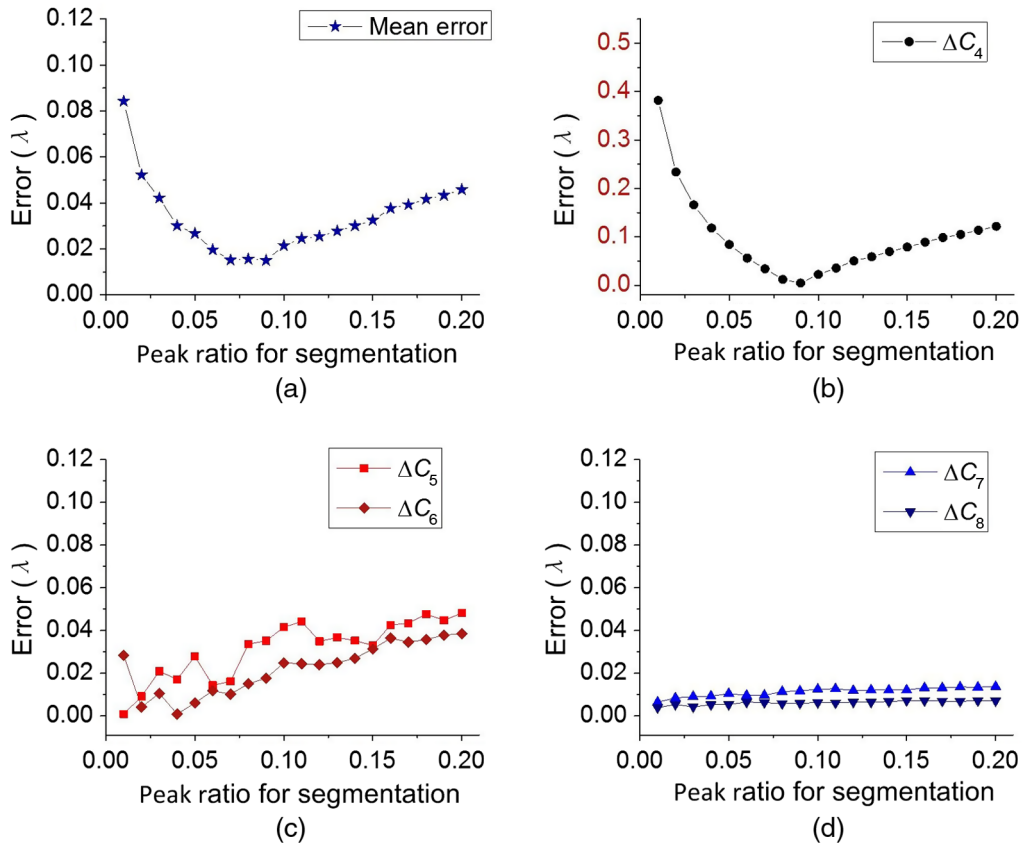 0.12
0.10
0.08
0.06
0.04
0.02
0.00
Error ( λ )
Mean error
0.00 0.05 0.10 0.15 0.20
Peak ratio for segmentation
(a)
0.5
0.4
0.3
0.2
0.1
0.0
Error ( λ )
ΔC4
0.00 0.05 0.10 0.15 0.20
Peak ratio for segmentation
(b)
0.12
0.10
0.08
0.06
0.04
0.02
0.00
Error ( λ )
ΔC5
ΔC6
0.00 0.05 0.10 0.15 0.20
Peak ratio for segmentation
(c)
0.12
0.10
0.08
0.06
0.04
0.02
0.00
Error ( λ )
ΔC7
ΔC8
0.00 0.05 0.10 0.15 0.20
Peak ratio for segmentation
(d)